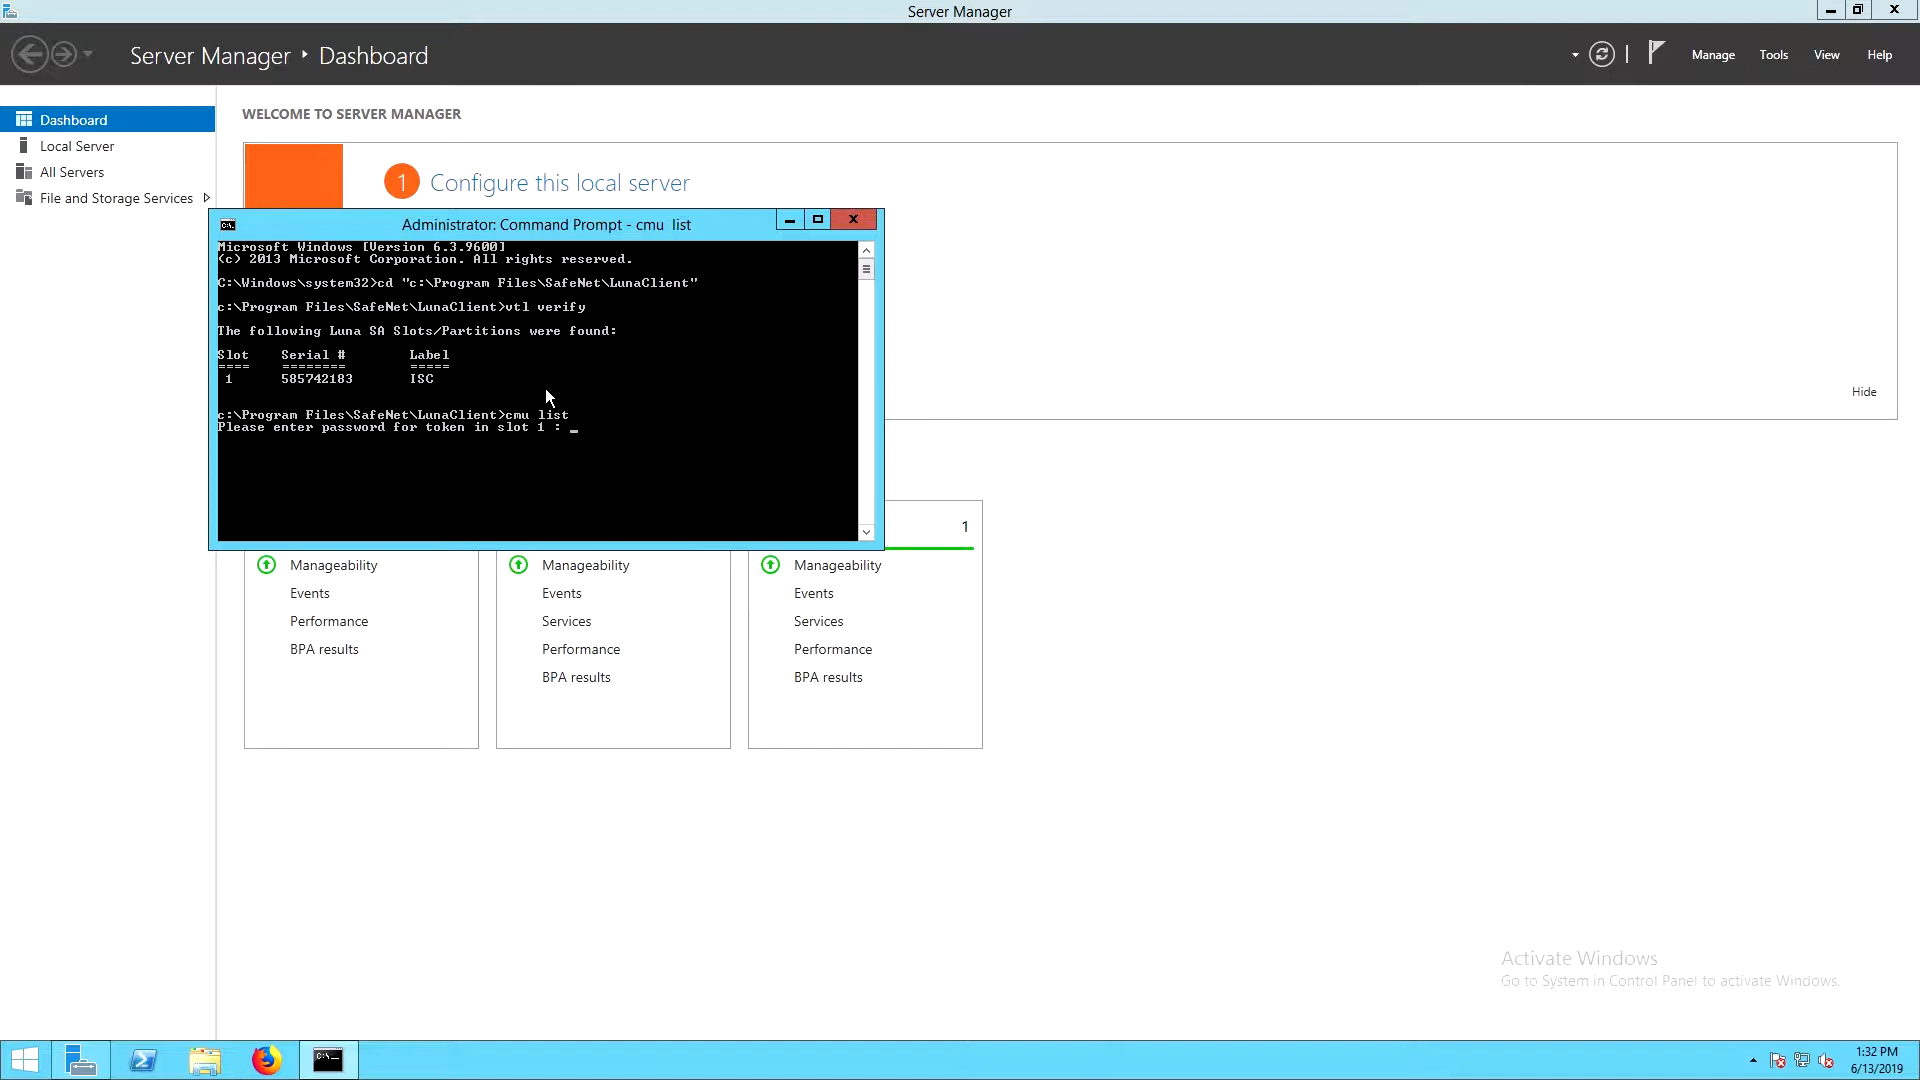 Server Manager
Server Manager Dashboard
Manage Tools View Help
Dashboard
Local Server
All Servers
File and Storage Services
WELCOME TO SERVER MANAGER
1 Configure this local server
Hide
Administrator: Command Prompt - cmu list
Microsoft Windows [Version 6.3.9600]
(c) 2013 Microsoft Corporation. All rights reserved.
C:\Windows\system32>cd "c:\Program Files\SafeNet\LunaClient"
c:\Program Files\SafeNet\LunaClient>vtl verify
The following Luna SA Slots/Partitions were found:
Slot Serial # Label
==== ======== =====
1 585742183 ISC
c:\Program Files\SafeNet\LunaClient>cmu list
Please enter password for token in slot 1 : _
1
Manageability
Events
Performance
BPA results
Manageability
Events
Services
Performance
BPA results
Manageability
Events
Services
Performance
BPA results
Activate Windows
Go to System in Control Panel to activate Windows.
1:32 PM
6/13/2019